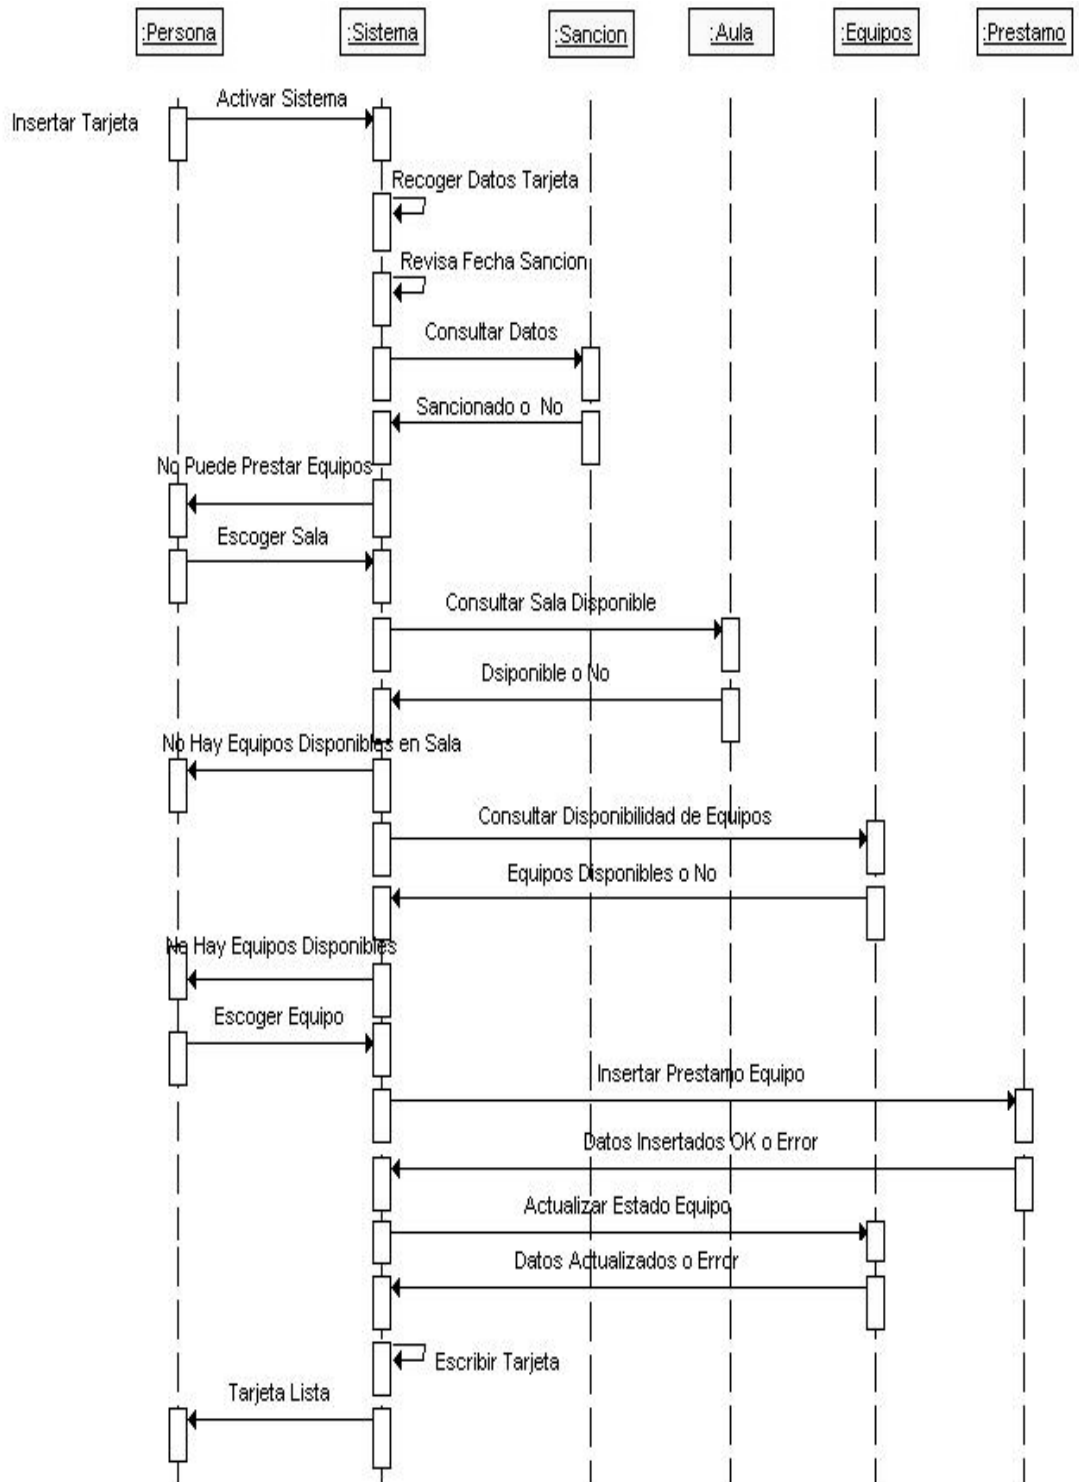 :Persona :Sistema :Sancion :Aula :Equipos :Prestamo
Activar Sistema
Insertar Tarjeta
Recoger Datos Tarjeta
Revisa Fecha Sancion
Consultar Datos
Sancionado o No
No Puede Prestar Equipos
Escoger Sala
Consultar Sala Disponible
Dsiponible o No
No Hay Equipos Disponibles en Sala
Consultar Disponibilidad de Equipos
Equipos Disponibles o No
No Hay Equipos Disponibles
Escoger Equipo
Insertar Prestamo Equipo
Datos Insertados OK o Error
Actualizar Estado Equipo
Datos Actualizados o Error
Escribir Tarjeta
Tarjeta Lista